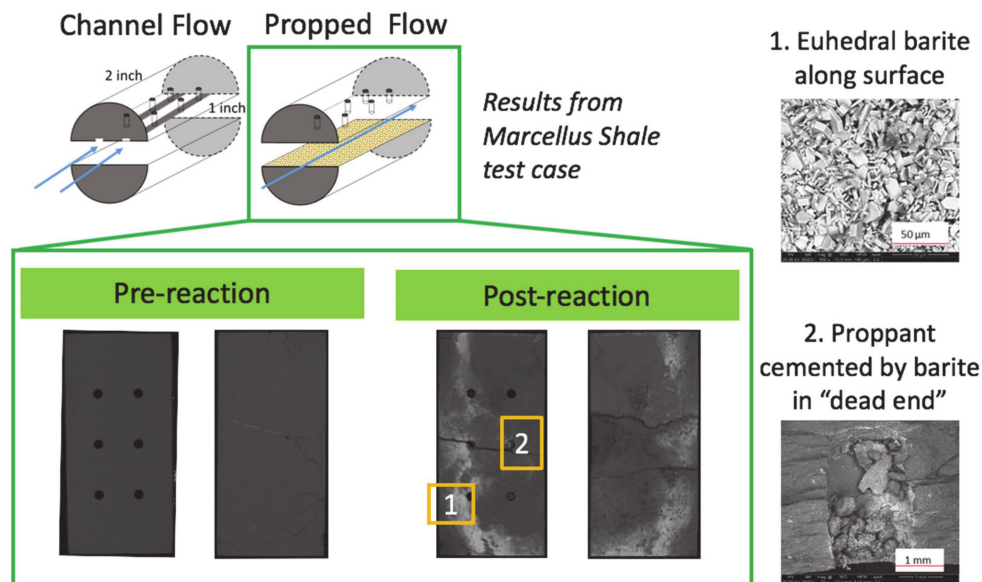 Channel Flow
Propped Flow
2 inch
1 inch
Results from
Marcellus Shale
test case
1. Euhedral barite
along surface
50 µm
Pre-reaction
Post-reaction
1
2
2. Proppant
cemented by barite
in “dead end”
1 mm